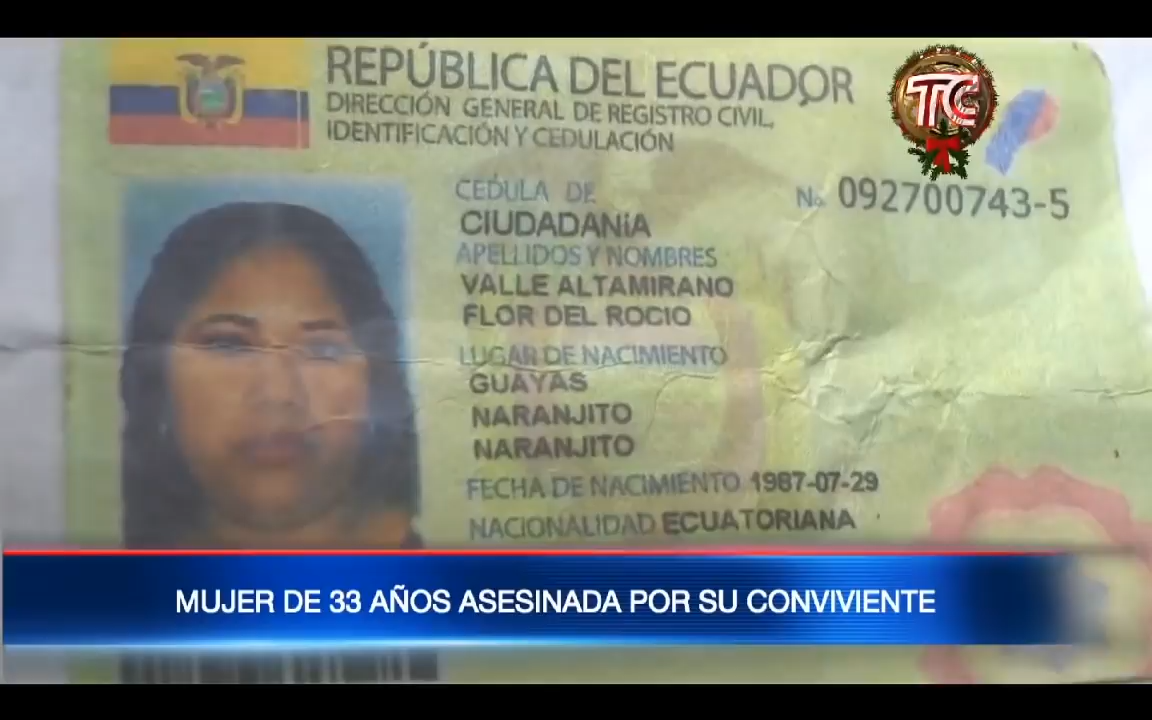 REPÚBLICA DEL ECUADOR
DIRECCIÓN GENERAL DE REGISTRO CIVIL,
IDENTIFICACIÓN Y CEDULACIÓN
TC
CÉDULA DE No. 092700743-5
CIUDADANÍA
APELLIDOS Y NOMBRES
VALLE ALTAMIRANO
FLOR DEL ROCIO
LUGAR DE NACIMIENTO
GUAYAS
NARANJITO
NARANJITO
FECHA DE NACIMIENTO 1987-07-29
NACIONALIDAD ECUATORIANA
MUJER DE 33 AÑOS ASESINADA POR SU CONVIVIENTE